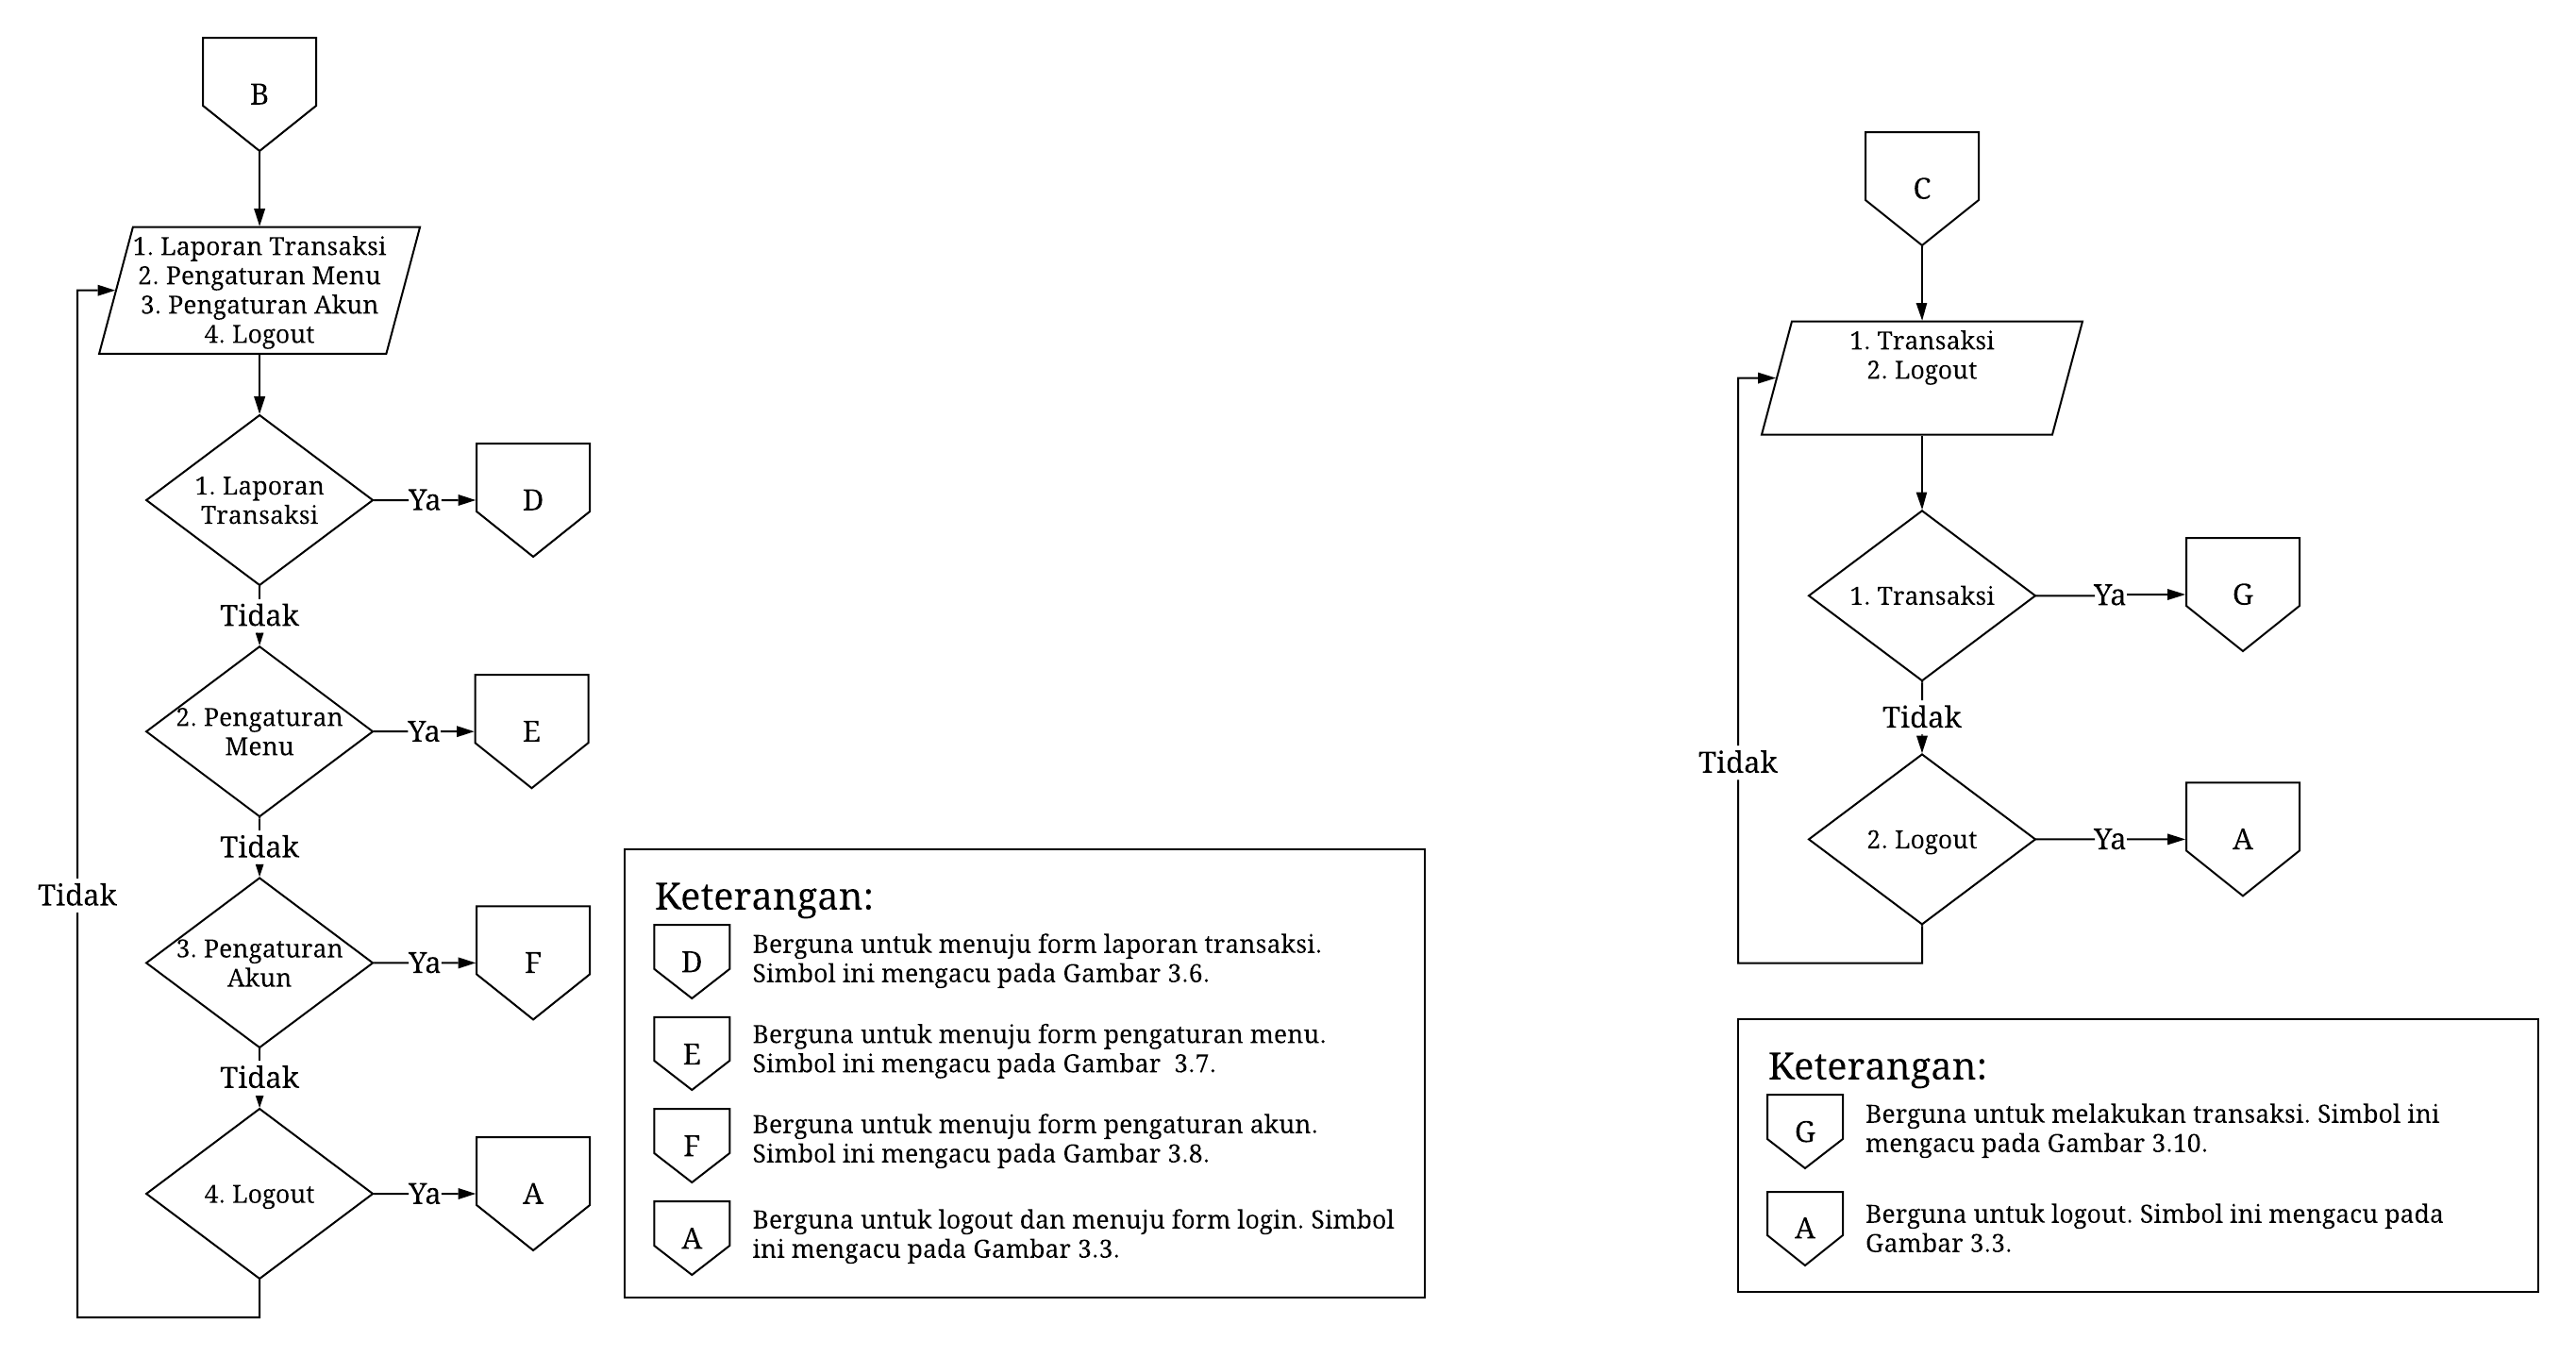 B
1. Laporan Transaksi
2. Pengaturan Menu
3. Pengaturan Akun
4. Logout
1. Laporan
Transaksi
Ya
D
Tidak
2. Pengaturan
Menu
Ya
E
Tidak
3. Pengaturan
Akun
Ya
F
Tidak
4. Logout
Ya
A
Tidak
Keterangan:
D
Berguna untuk menuju form laporan transaksi.
Simbol ini mengacu pada Gambar 3.6.
E
Berguna untuk menuju form pengaturan menu.
Simbol ini mengacu pada Gambar  3.7.
F
Berguna untuk menuju form pengaturan akun.
Simbol ini mengacu pada Gambar 3.8.
A
Berguna untuk logout dan menuju form login. Simbol
ini mengacu pada Gambar 3.3.
C
1. Transaksi
2. Logout
1. Transaksi
Ya
G
Tidak
2. Logout
Ya
A
Tidak
Keterangan:
G
Berguna untuk melakukan transaksi. Simbol ini
mengacu pada Gambar 3.10.
A
Berguna untuk logout. Simbol ini mengacu pada
Gambar 3.3.